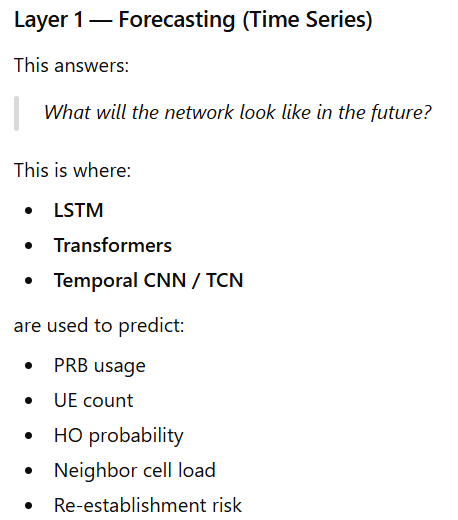 Layer 1 — Forecasting (Time Series)
This answers:
What will the network look like in the future?
This is where:
• LSTM
• Transformers
• Temporal CNN / TCN
are used to predict:
• PRB usage
• UE count
• HO probability
• Neighbor cell load
• Re-establishment risk